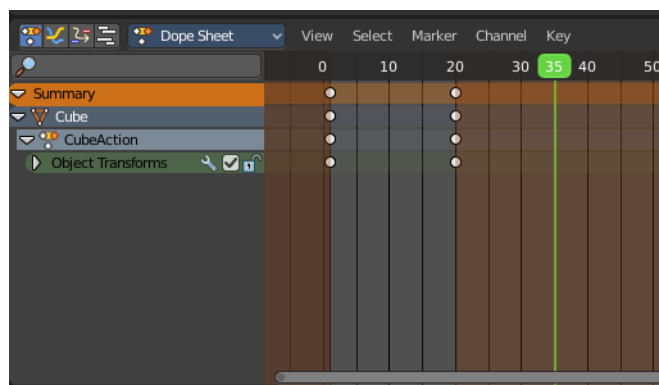 Dope Sheet View Select Marker Channel Key
0 10 20 30 35 40 50
Summary
Cube
CubeAction
Object Transforms